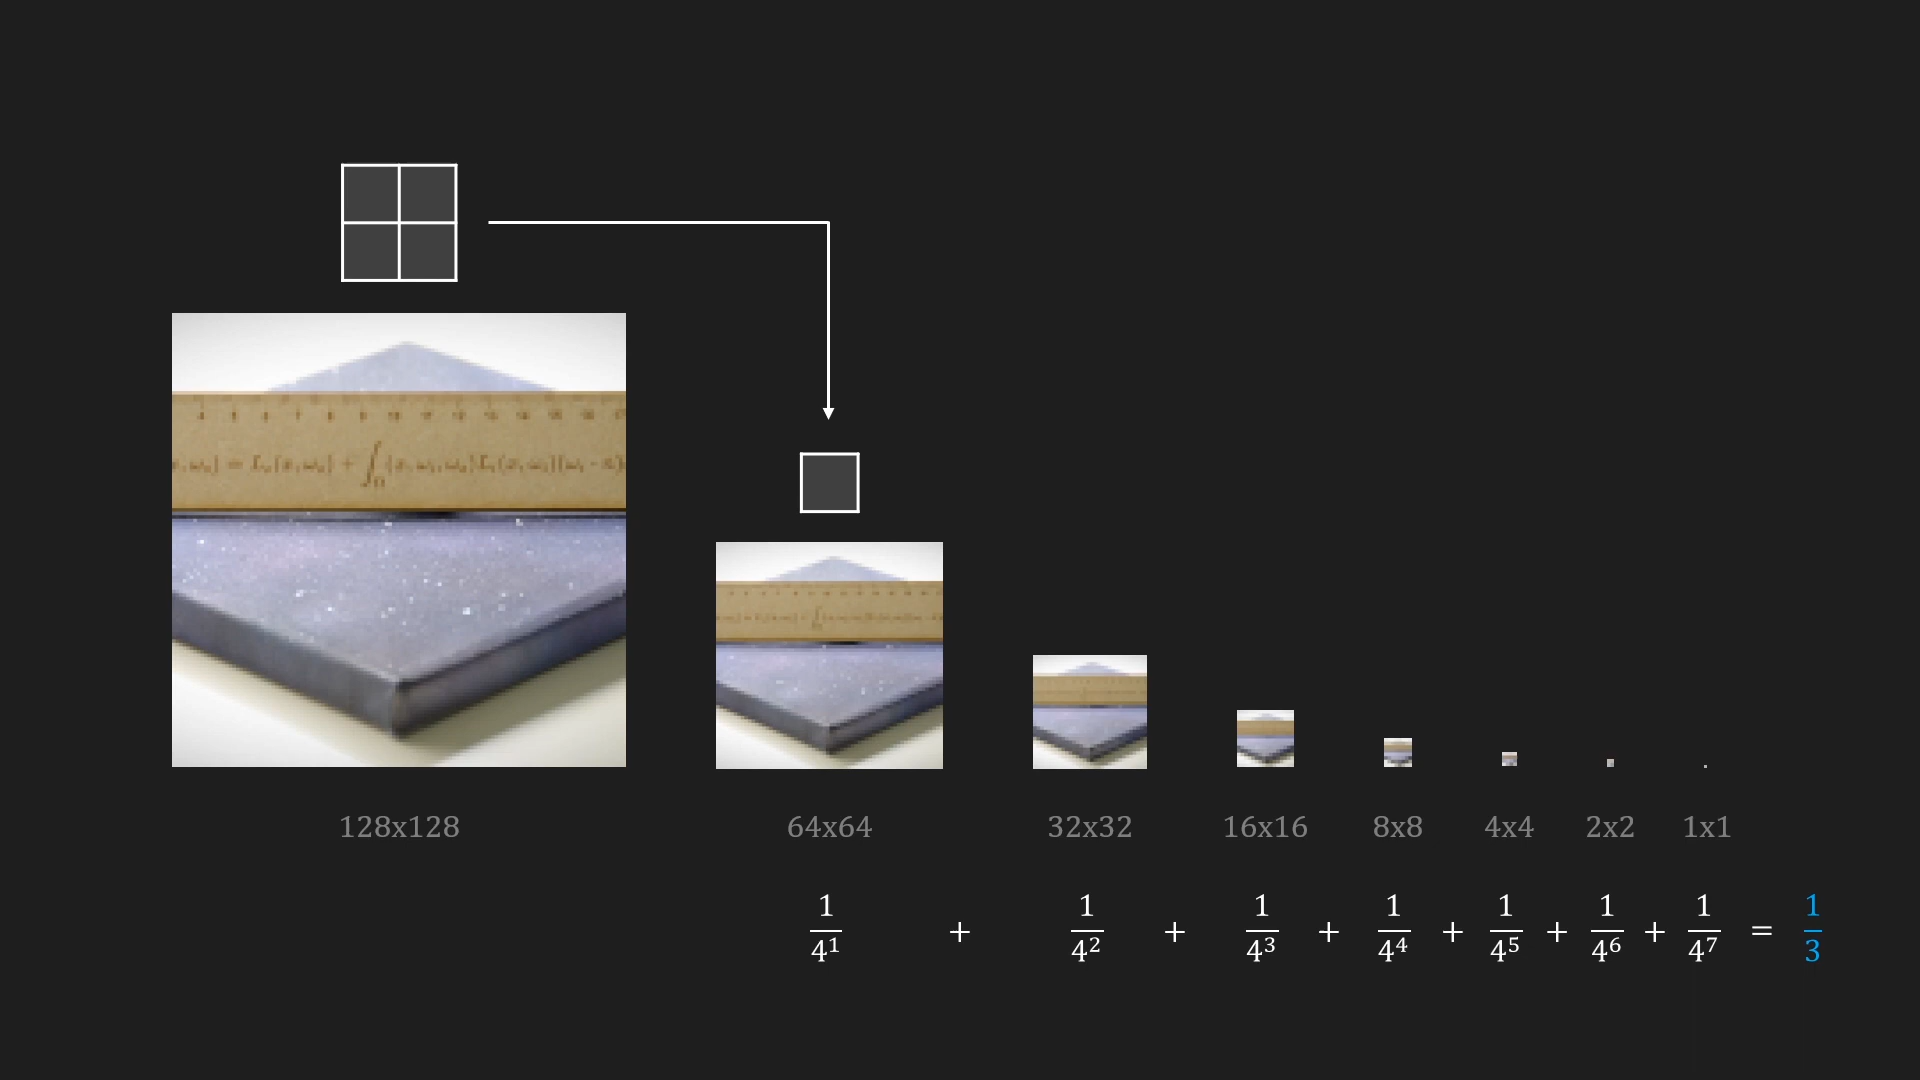 128x128
64x64
32x32
16x16
8x8
4x4
2x2
1x1
1/4¹ + 1/4² + 1/4³ + 1/4⁴ + 1/4⁵ + 1/4⁶ + 1/4⁷ = 1/3